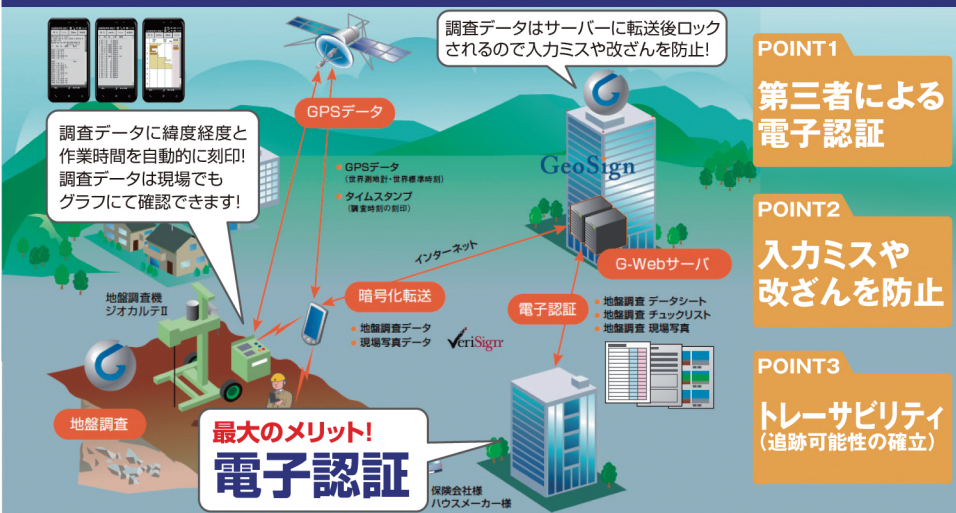 調査データはサーバーに転送後ロック
されるので入力ミスや改ざんを防止!
GPSデータ
調査データに緯度経度と
作業時間を自動的に刻印!
調査データは現場でも
グラフにて確認できます!
GPSデータ
(世界測時計・世界標準時刻)
タイムスタンプ
(調査時刻の刻印)
GeoSign
インターネット
G-Webサーバ
地盤調査機
ジオカルテII
暗号化転送
地盤調査データ
現場写真データ
VeriSign
電子認証
地盤調査 データシート
地盤調査 チェックリスト
地盤調査 現場写真
地盤調査
最大のメリット!
電子認証
保険会社様
ハウスメーカー様
POINT1
第三者による
電子認証
POINT2
入力ミスや
改ざんを防止
POINT3
トレーサビリティ
(追跡可能性の確立)